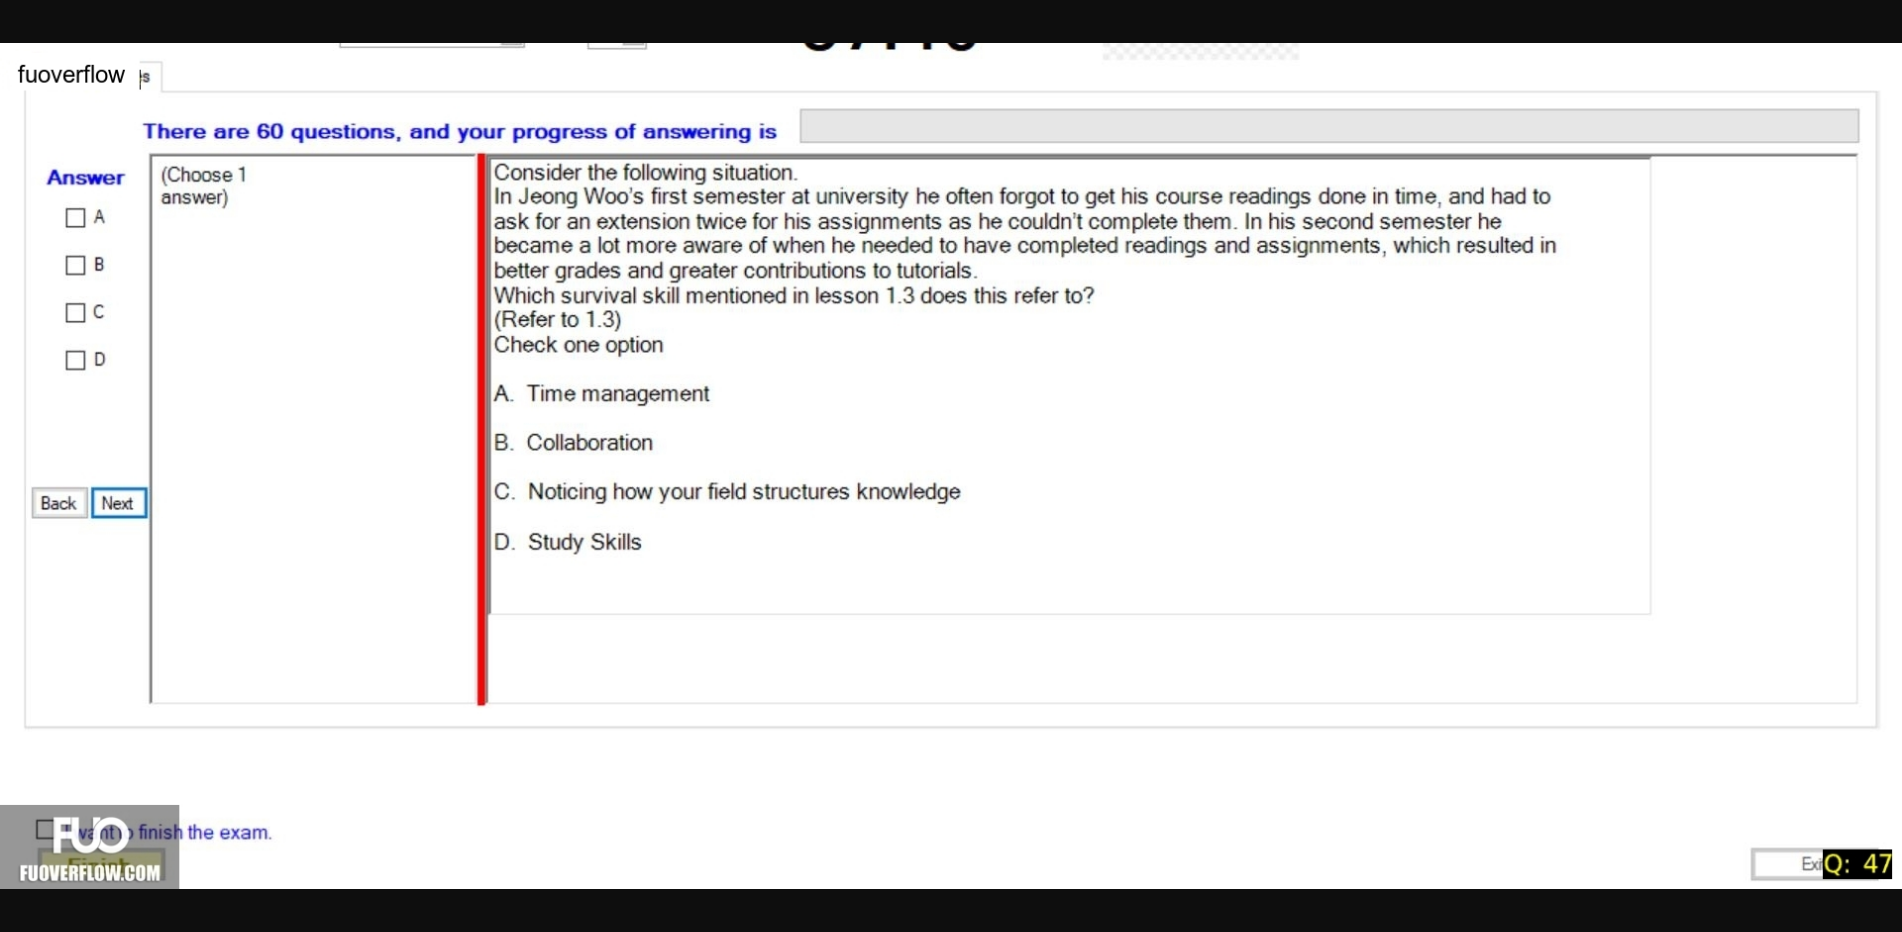 fuoverflow
There are 60 questions, and your progress of answering is
Answer
(Choose 1
answer)
A
B
C
D
Back
Next
Consider the following situation.
In Jeong Woo's first semester at university he often forgot to get his course readings done in time, and had to
ask for an extension twice for his assignments as he couldn't complete them. In his second semester he
became a lot more aware of when he needed to have completed readings and assignments, which resulted in
better grades and greater contributions to tutorials.
Which survival skill mentioned in lesson 1.3 does this refer to?
(Refer to 1.3)
Check one option
A. Time management
B. Collaboration
C. Noticing how your field structures knowledge
D. Study Skills
I want to finish the exam.
FUO
FUOVERFLOW.COM
Q: 47